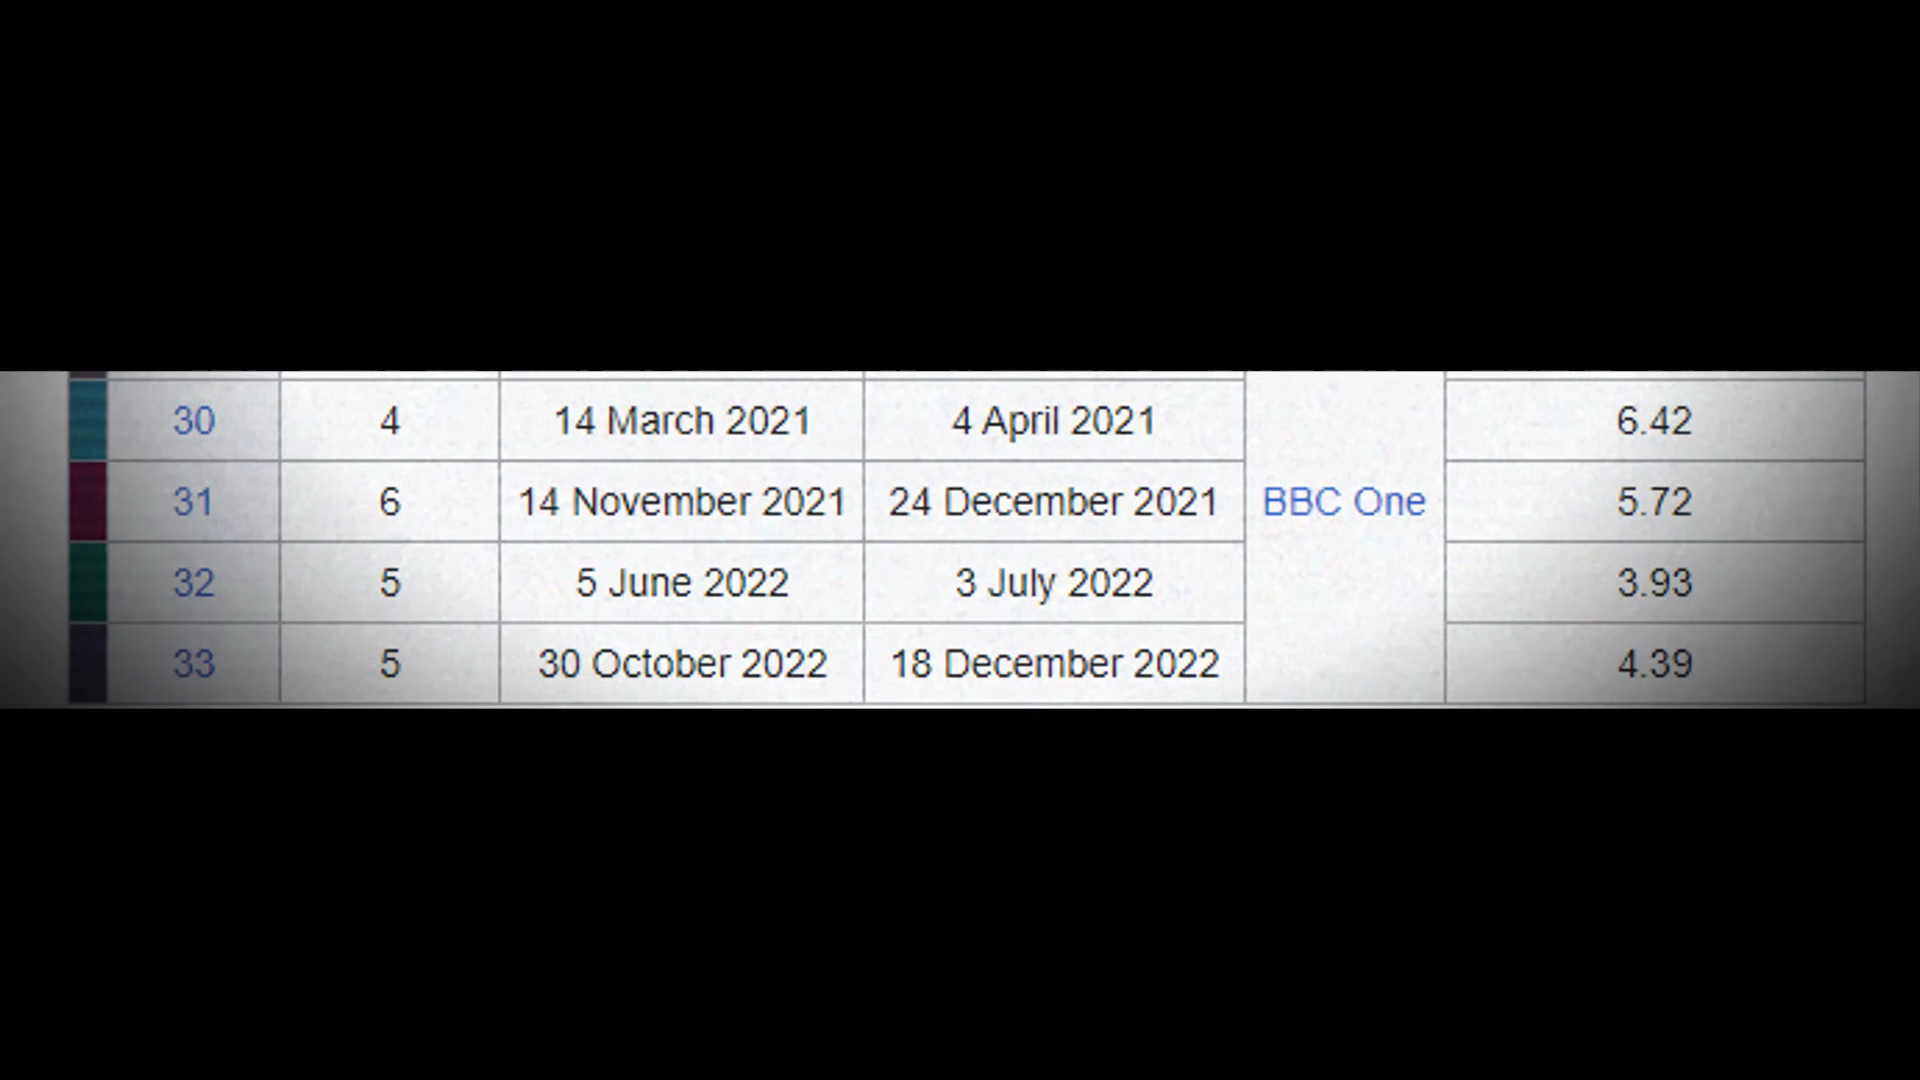 30 4 14 March 2021 4 April 2021 6.42
31 6 14 November 2021 24 December 2021 BBC One 5.72
32 5 5 June 2022 3 July 2022 3.93
33 5 30 October 2022 18 December 2022 4.39